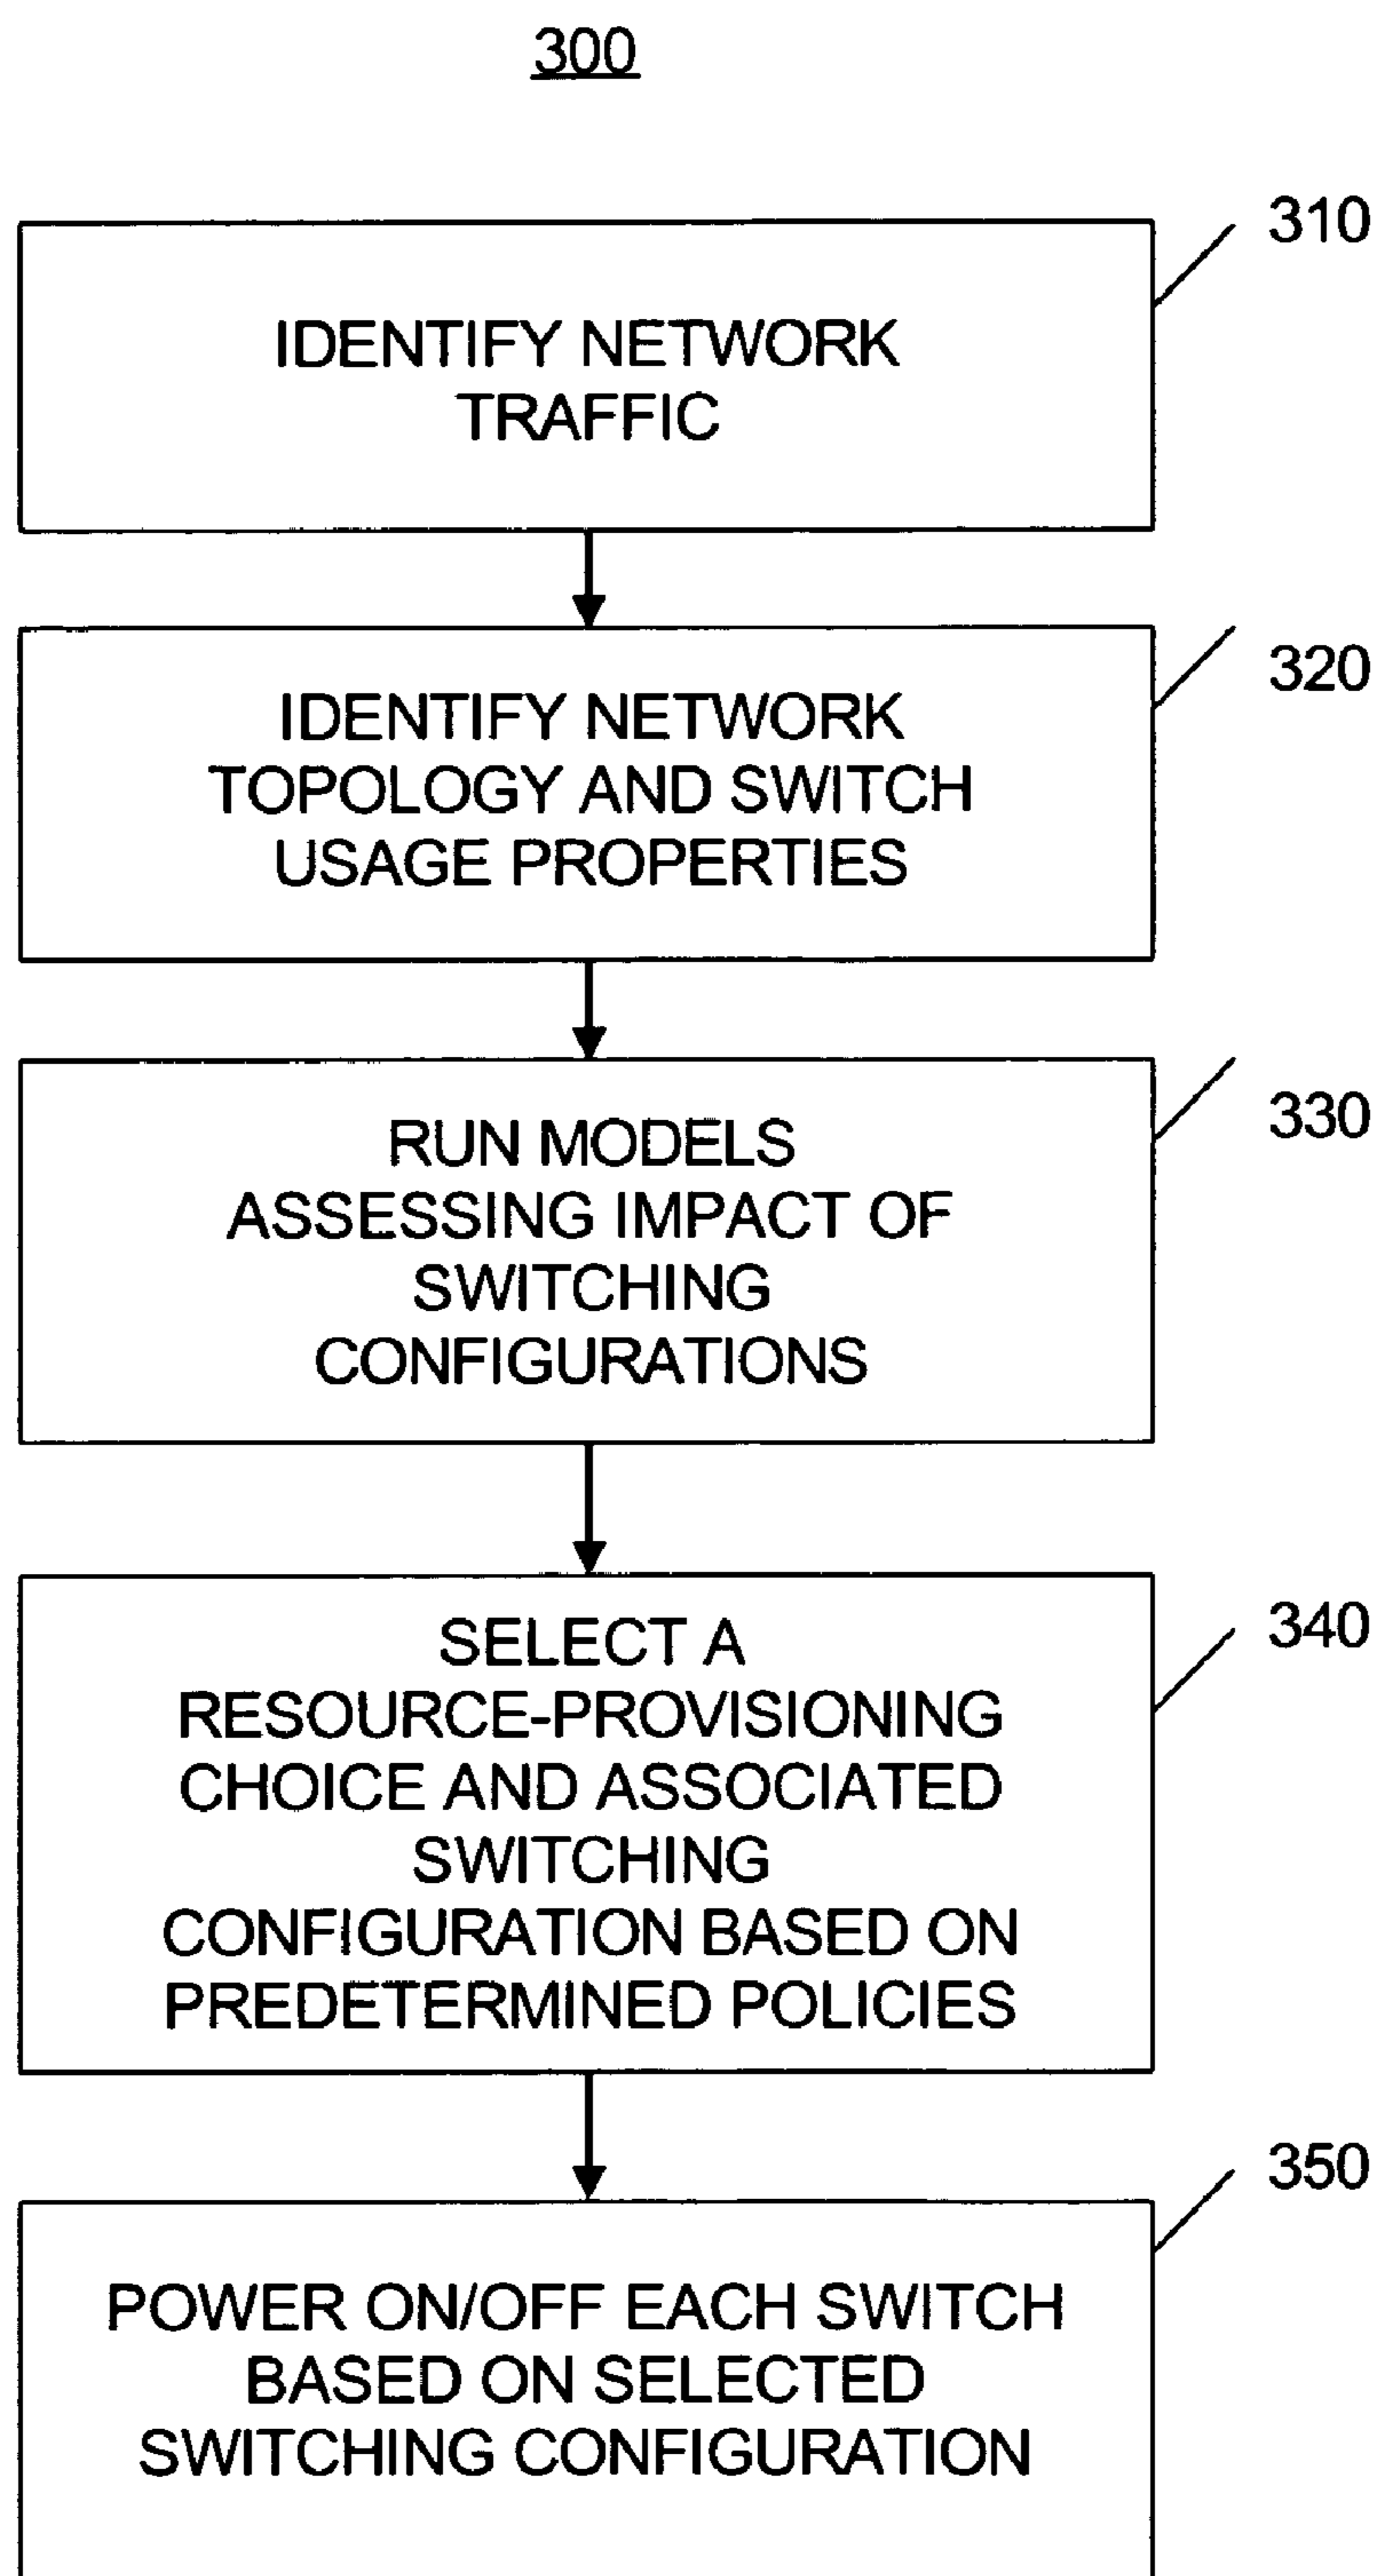 300
310
IDENTIFY NETWORK
TRAFFIC
320
IDENTIFY NETWORK
TOPOLOGY AND SWITCH
USAGE PROPERTIES
330
RUN MODELS
ASSESSING IMPACT OF
SWITCHING
CONFIGURATIONS
340
SELECT A
RESOURCE-PROVISIONING
CHOICE AND ASSOCIATED
SWITCHING
CONFIGURATION BASED ON
PREDETERMINED POLICIES
350
POWER ON/OFF EACH SWITCH
BASED ON SELECTED
SWITCHING CONFIGURATION